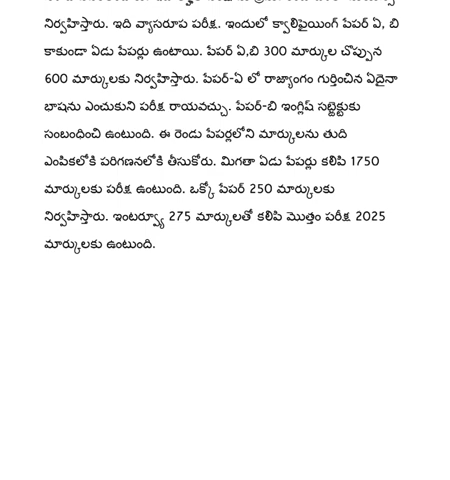 నిర్వహిస్తారు. ఇది వ్యాసరూప పరీక్ష. ఇందులో క్వాలిఫైయింగ్ పేపర్ ఏ, బి
కాకుండా ఏడు పేపర్లు ఉంటాయి. పేపర్ ఏ,బి 300 మార్కుల చొప్పున
600 మార్కులకు నిర్వహిస్తారు. పేపర్-ఏ లో రాజ్యాంగం గుర్తించిన ఏదైనా
భాషను ఎంచుకుని పరీక్ష రాయవచ్చు. పేపర్-బి ఇంగ్లిష్ సబ్జెక్టుకు
సంబంధించి ఉంటుంది. ఈ రెండు పేపర్లలోని మార్కులను తుది
ఎంపికలోకి పరిగణనలోకి తీసుకోరు. మిగతా ఏడు పేపర్లు కలిపి 1750
మార్కులకు పరీక్ష ఉంటుంది. ఒక్కో పేపర్ 250 మార్కులకు
నిర్వహిస్తారు. ఇంటర్వ్యూ 275 మార్కులతో కలిపి మొత్తం పరీక్ష 2025
మార్కులకు ఉంటుంది.